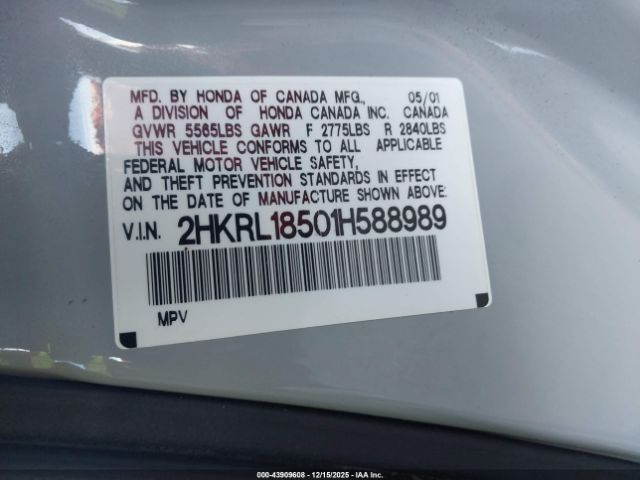 MFD. BY HONDA OF CANADA MFG., 05/01
A DIVISION OF HONDA CANADA INC. CANADA
GVWR 5565LBS GAWR F 2775LBS R 2840LBS
THIS VEHICLE CONFORMS TO ALL APPLICABLE
FEDERAL MOTOR VEHICLE SAFETY,
AND THEFT PREVENTION STANDARDS IN EFFECT
ON THE DATE OF MANUFACTURE SHOWN ABOVE.
V.I.N. 2HKRL18501H588989
MPV
000-43909608 - 12/15/2025 - IAAI.COM